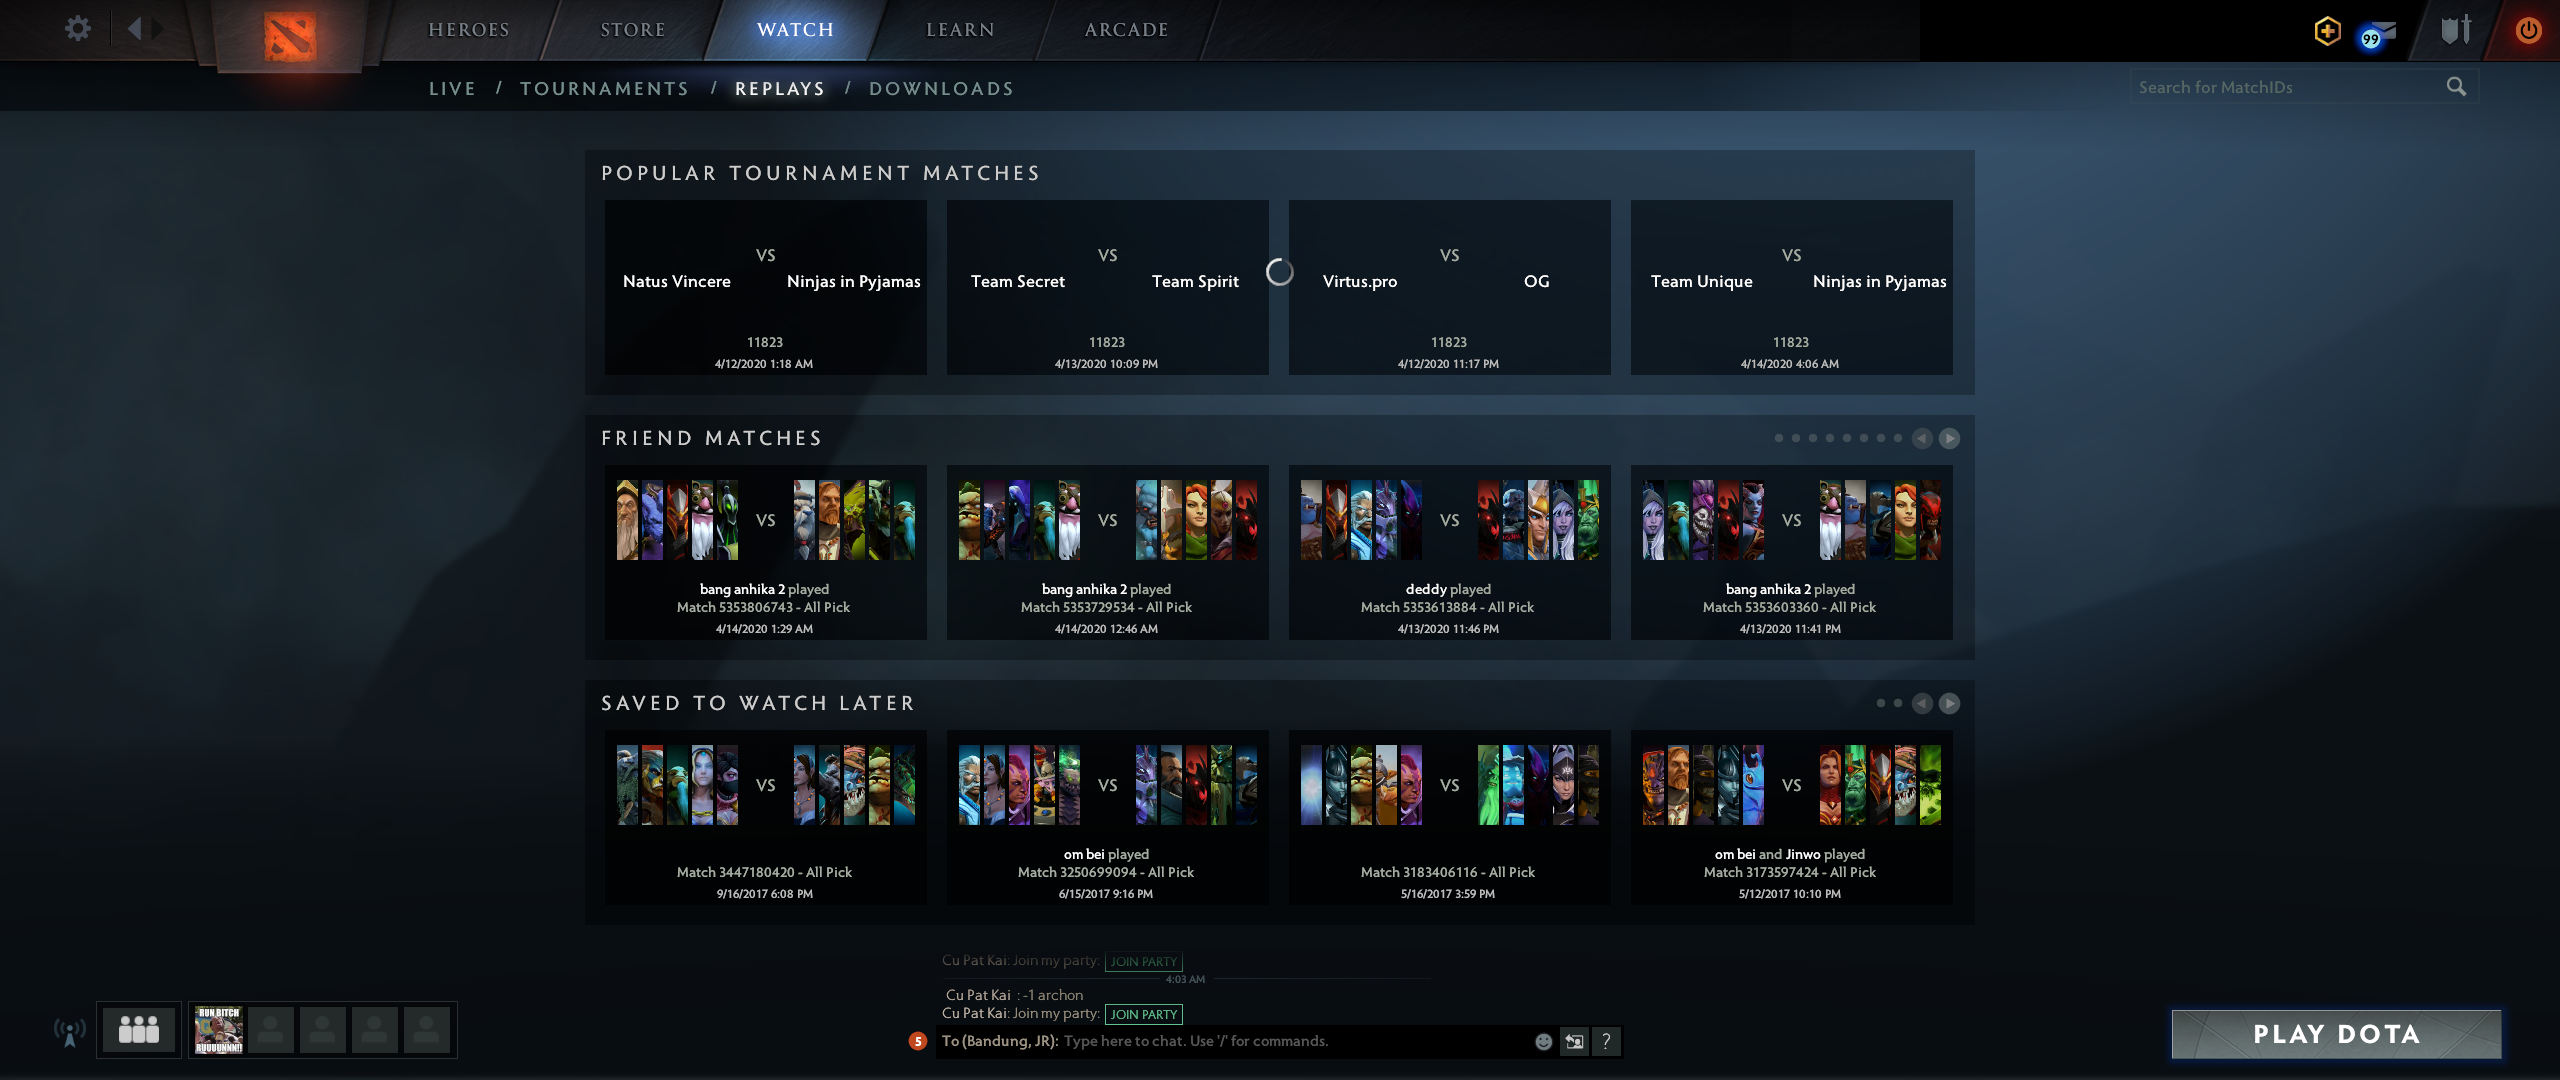 HEROES
STORE
WATCH
LEARN
ARCADE
99
LIVE / TOURNAMENTS / REPLAYS / DOWNLOADS
Search for MatchIDs
POPULAR TOURNAMENT MATCHES
VS
Natus Vincere Ninjas in Pyjamas
11823
4/12/2020 1:18 AM
VS
Team Secret Team Spirit
11823
4/13/2020 10:09 PM
VS
Virtus.pro OG
11823
4/12/2020 11:17 PM
VS
Team Unique Ninjas in Pyjamas
11823
4/14/2020 4:06 AM
FRIEND MATCHES
VS
bang anhika 2 played
Match 5353806743 - All Pick
4/14/2020 1:29 AM
VS
bang anhika 2 played
Match 5353729534 - All Pick
4/14/2020 12:46 AM
VS
deddy played
Match 5353613884 - All Pick
4/13/2020 11:46 PM
VS
bang anhika 2 played
Match 5353603360 - All Pick
4/13/2020 11:41 PM
SAVED TO WATCH LATER
VS
Match 3447180420 - All Pick
9/16/2017 6:08 PM
VS
om bei played
Match 3250699094 - All Pick
6/15/2017 9:16 PM
VS
Match 3183406116 - All Pick
5/16/2017 3:59 PM
VS
om bei and Jinwo played
Match 3173597424 - All Pick
5/12/2017 10:10 PM
Cu Pat Kai: Join my party: JOIN PARTY
4:03 AM
Cu Pat Kai : -1 archon
Cu Pat Kai: Join my party: JOIN PARTY
5 To (Bandung, JR): Type here to chat. Use '/' for commands. ?
RUN BITCH
RUUUUNNN!!
PLAY DOTA